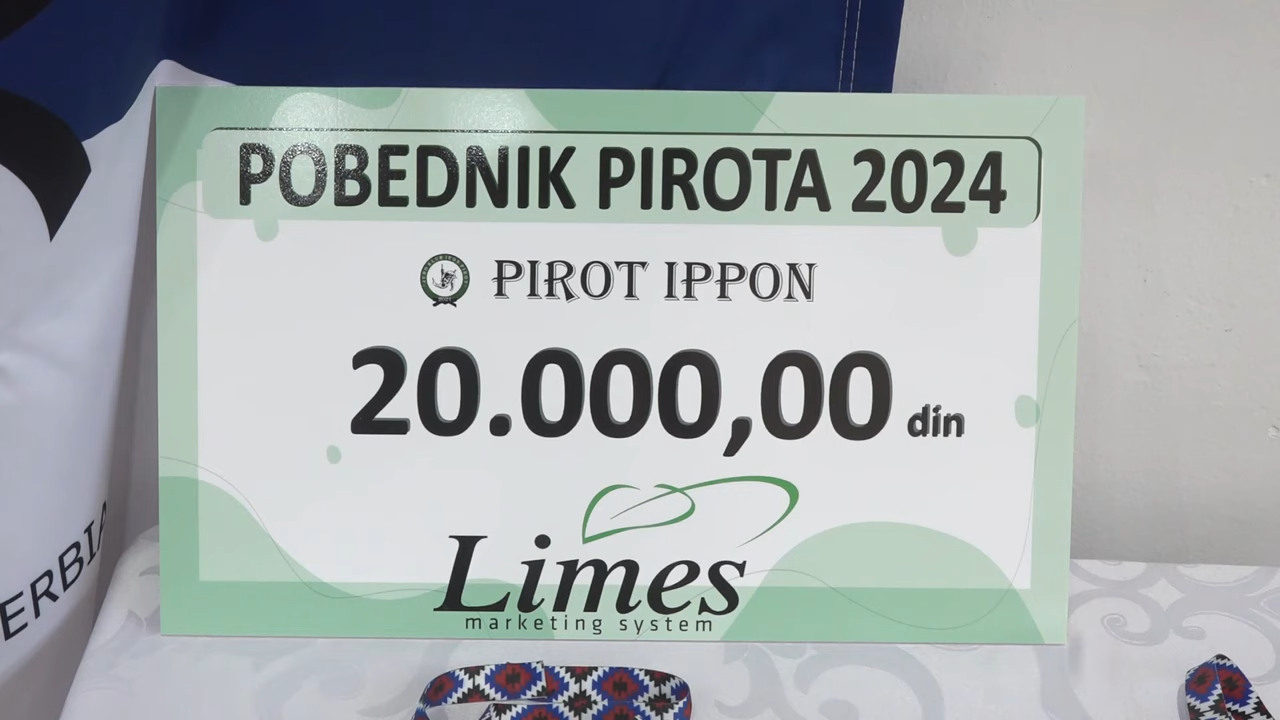 POBEDNIK PIROTA 2024
PIROT IPPON
20.000,00 din
Limes
marketing system
ERBIA